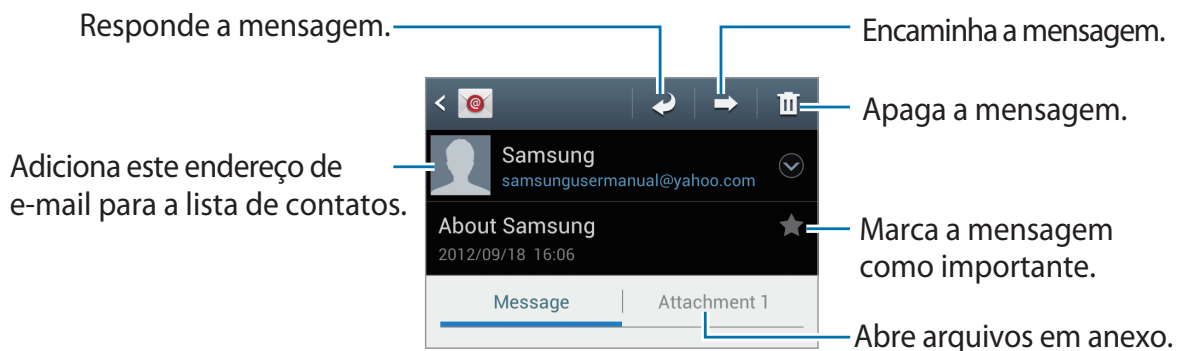 Responde a mensagem.
Encaminha a mensagem.
Apaga a mensagem.
Adiciona este endereço de
e-mail para a lista de contatos.
Samsung
samsungusermanual@yahoo.com
About Samsung
2012/09/18 16:06
Marca a mensagem
como importante.
Message
Attachment 1
Abre arquivos em anexo.